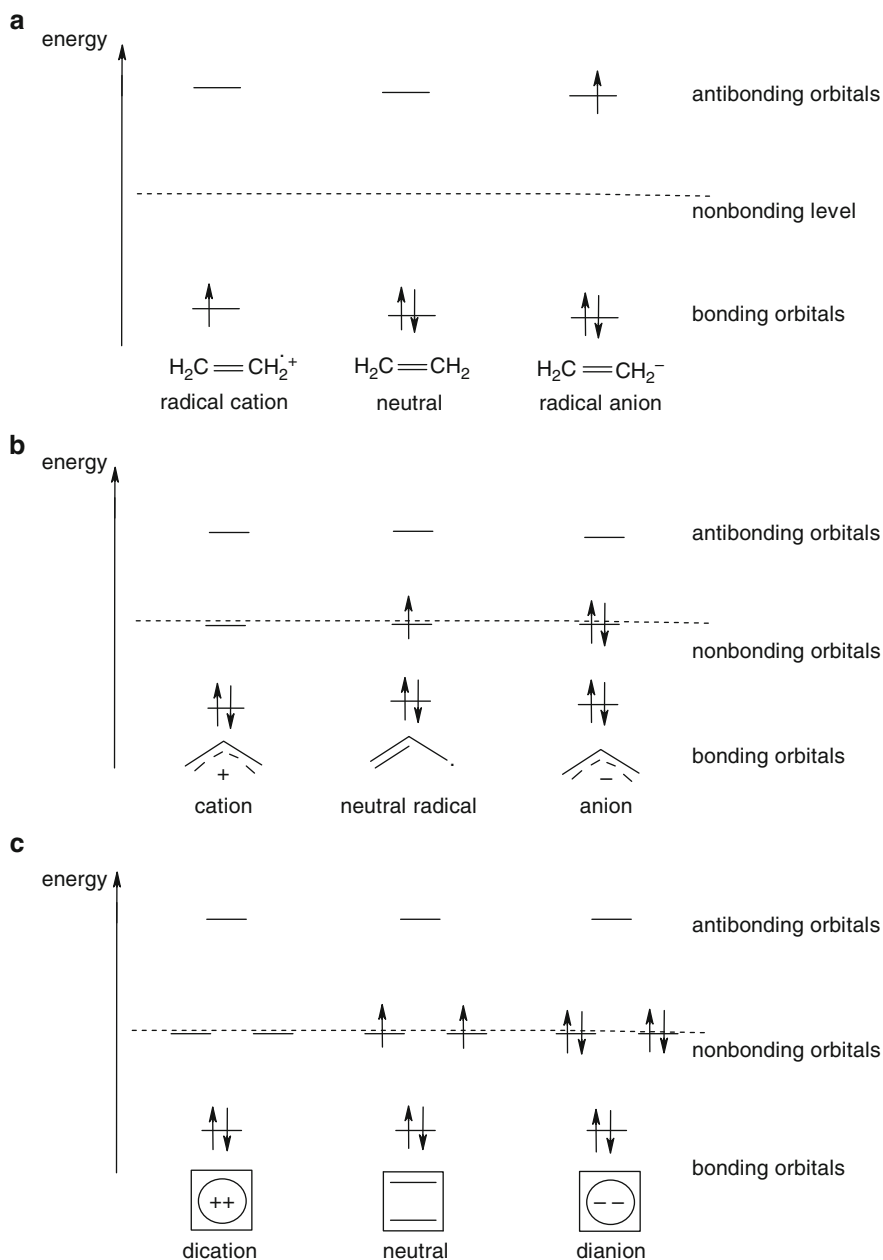 a
energy
antibonding orbitals
nonbonding level
bonding orbitals
H₂C=CH₂·+ H₂C=CH₂ H₂C=CH₂−
radical cation neutral radical anion
b
energy
antibonding orbitals
nonbonding orbitals
bonding orbitals
+ · −
cation neutral radical anion
c
energy
antibonding orbitals
nonbonding orbitals
bonding orbitals
++ − −
dication neutral dianion